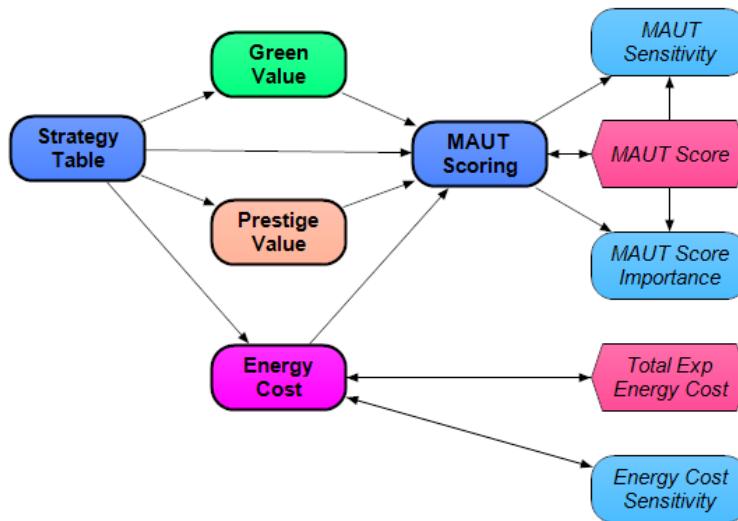 MAUT
Sensitivity
Green
Value
Strategy
Table
MAUT
Scoring
MAUT Score
Prestige
Value
MAUT Score
Importance
Energy
Cost
Total Exp
Energy Cost
Energy Cost
Sensitivity